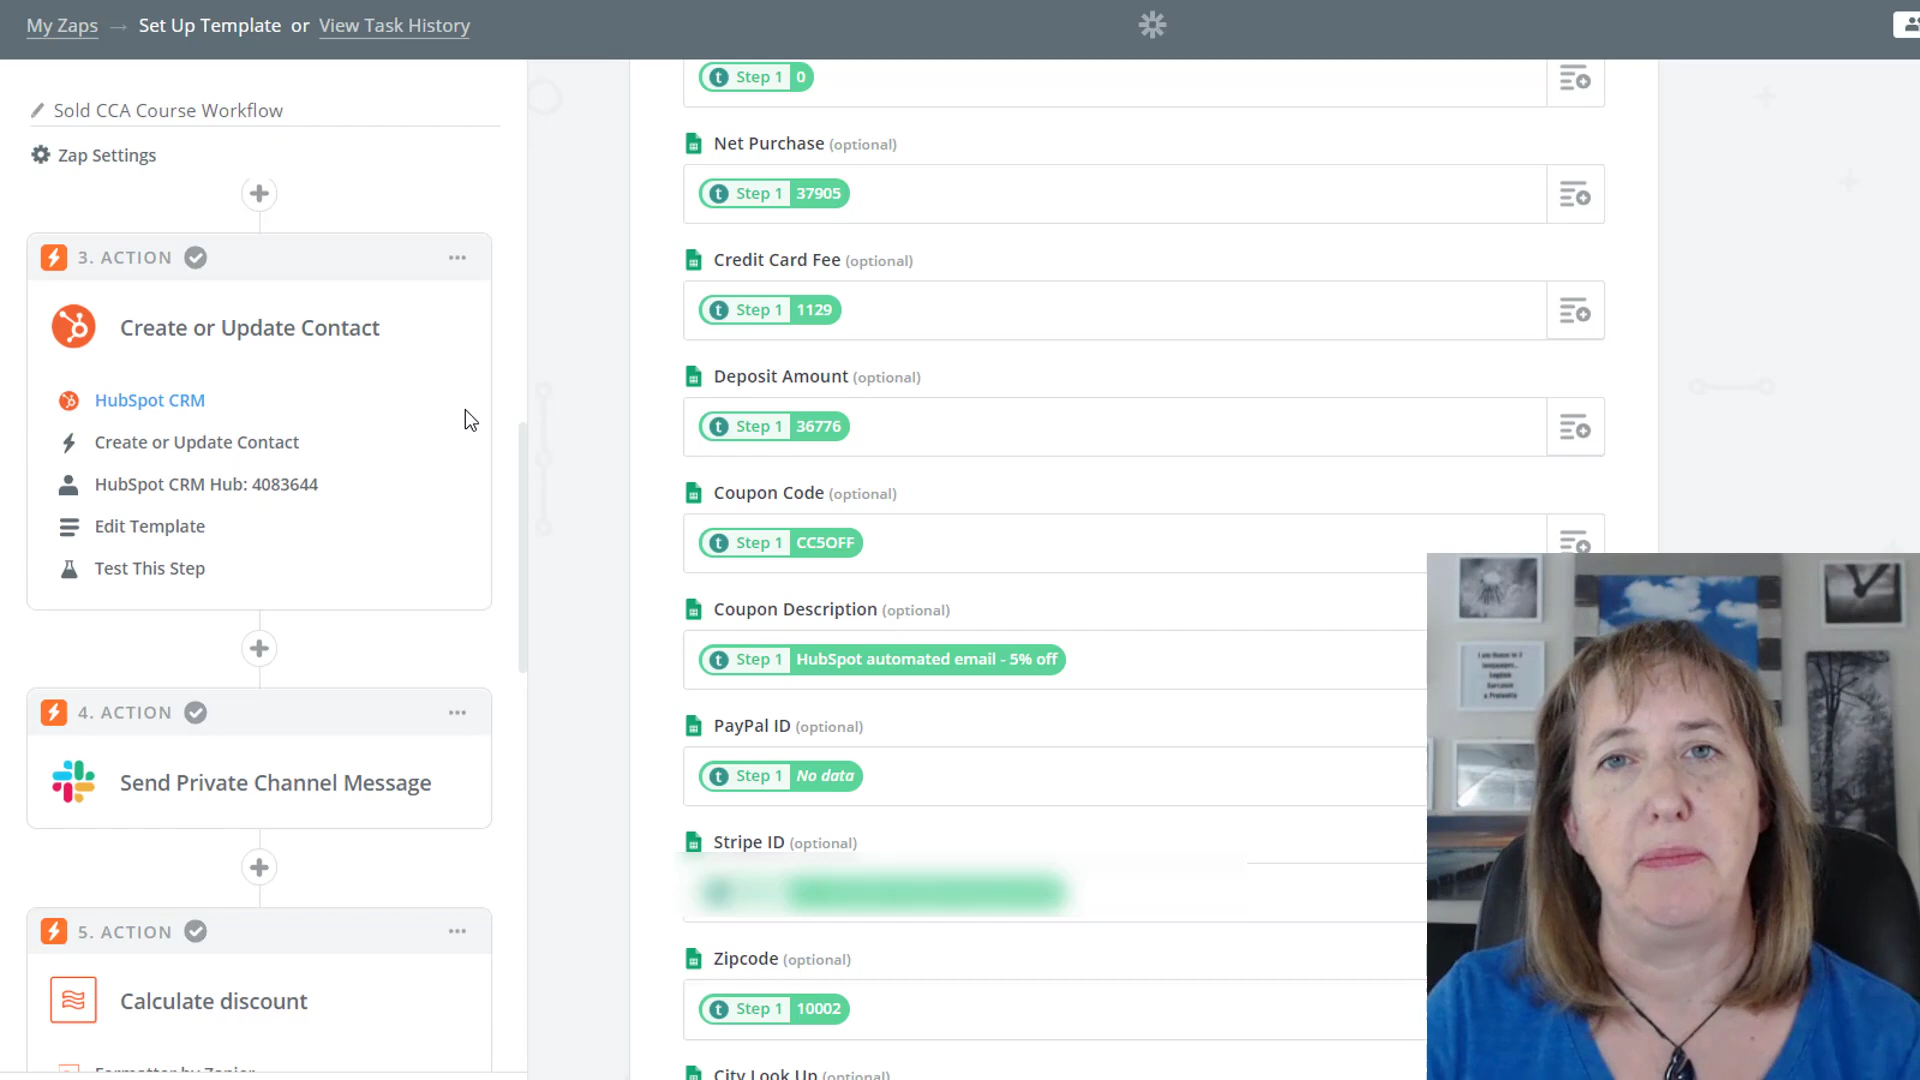 My Zaps → Set Up Template or View Task History
Sold CCA Course Workflow
Zap Settings
3. ACTION
Create or Update Contact
HubSpot CRM
Create or Update Contact
HubSpot CRM Hub: 4083644
Edit Template
Test This Step
4. ACTION
Send Private Channel Message
5. ACTION
Calculate discount
Formatter by Zapier
Step 1 0
Net Purchase (optional)
Step 1 37905
Credit Card Fee (optional)
Step 1 1129
Deposit Amount (optional)
Step 1 36776
Coupon Code (optional)
Step 1 CC5OFF
Coupon Description (optional)
Step 1 HubSpot automated email - 5% off
PayPal ID (optional)
Step 1 No data
Stripe ID (optional)
Zipcode (optional)
Step 1 10002
City Look Up (optional)